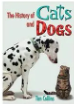 The History of Cats
and Dogs
Tim Collins